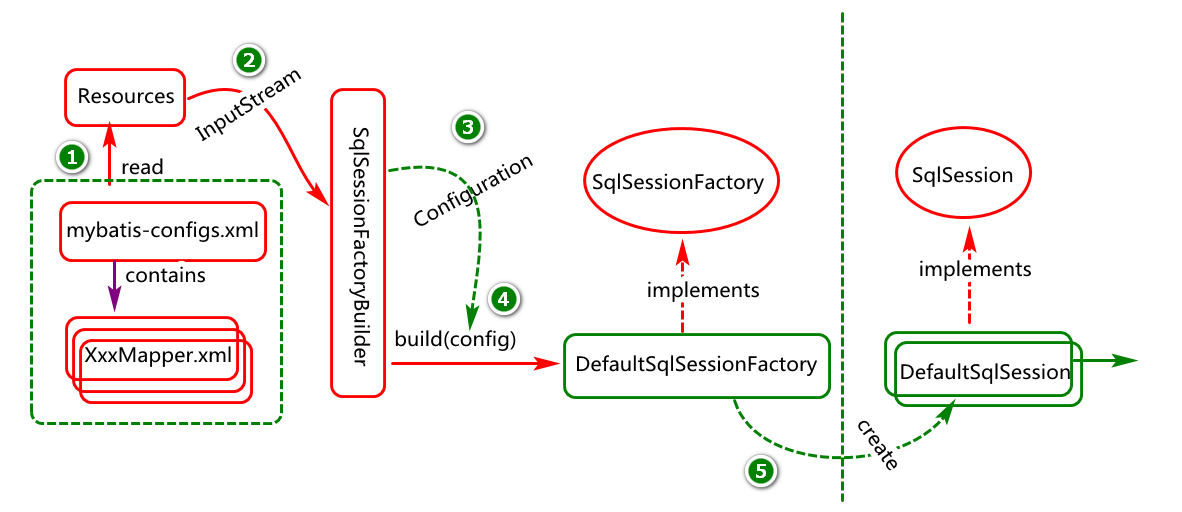 1
read
Resources
2
InputStream
mybatis-configs.xml
contains
XxxMapper.xml
SqlSessionFactoryBuilder
3
Configuration
4
build(config)
SqlSessionFactory
implements
DefaultSqlSessionFactory
5
create
SqlSession
implements
DefaultSqlSession